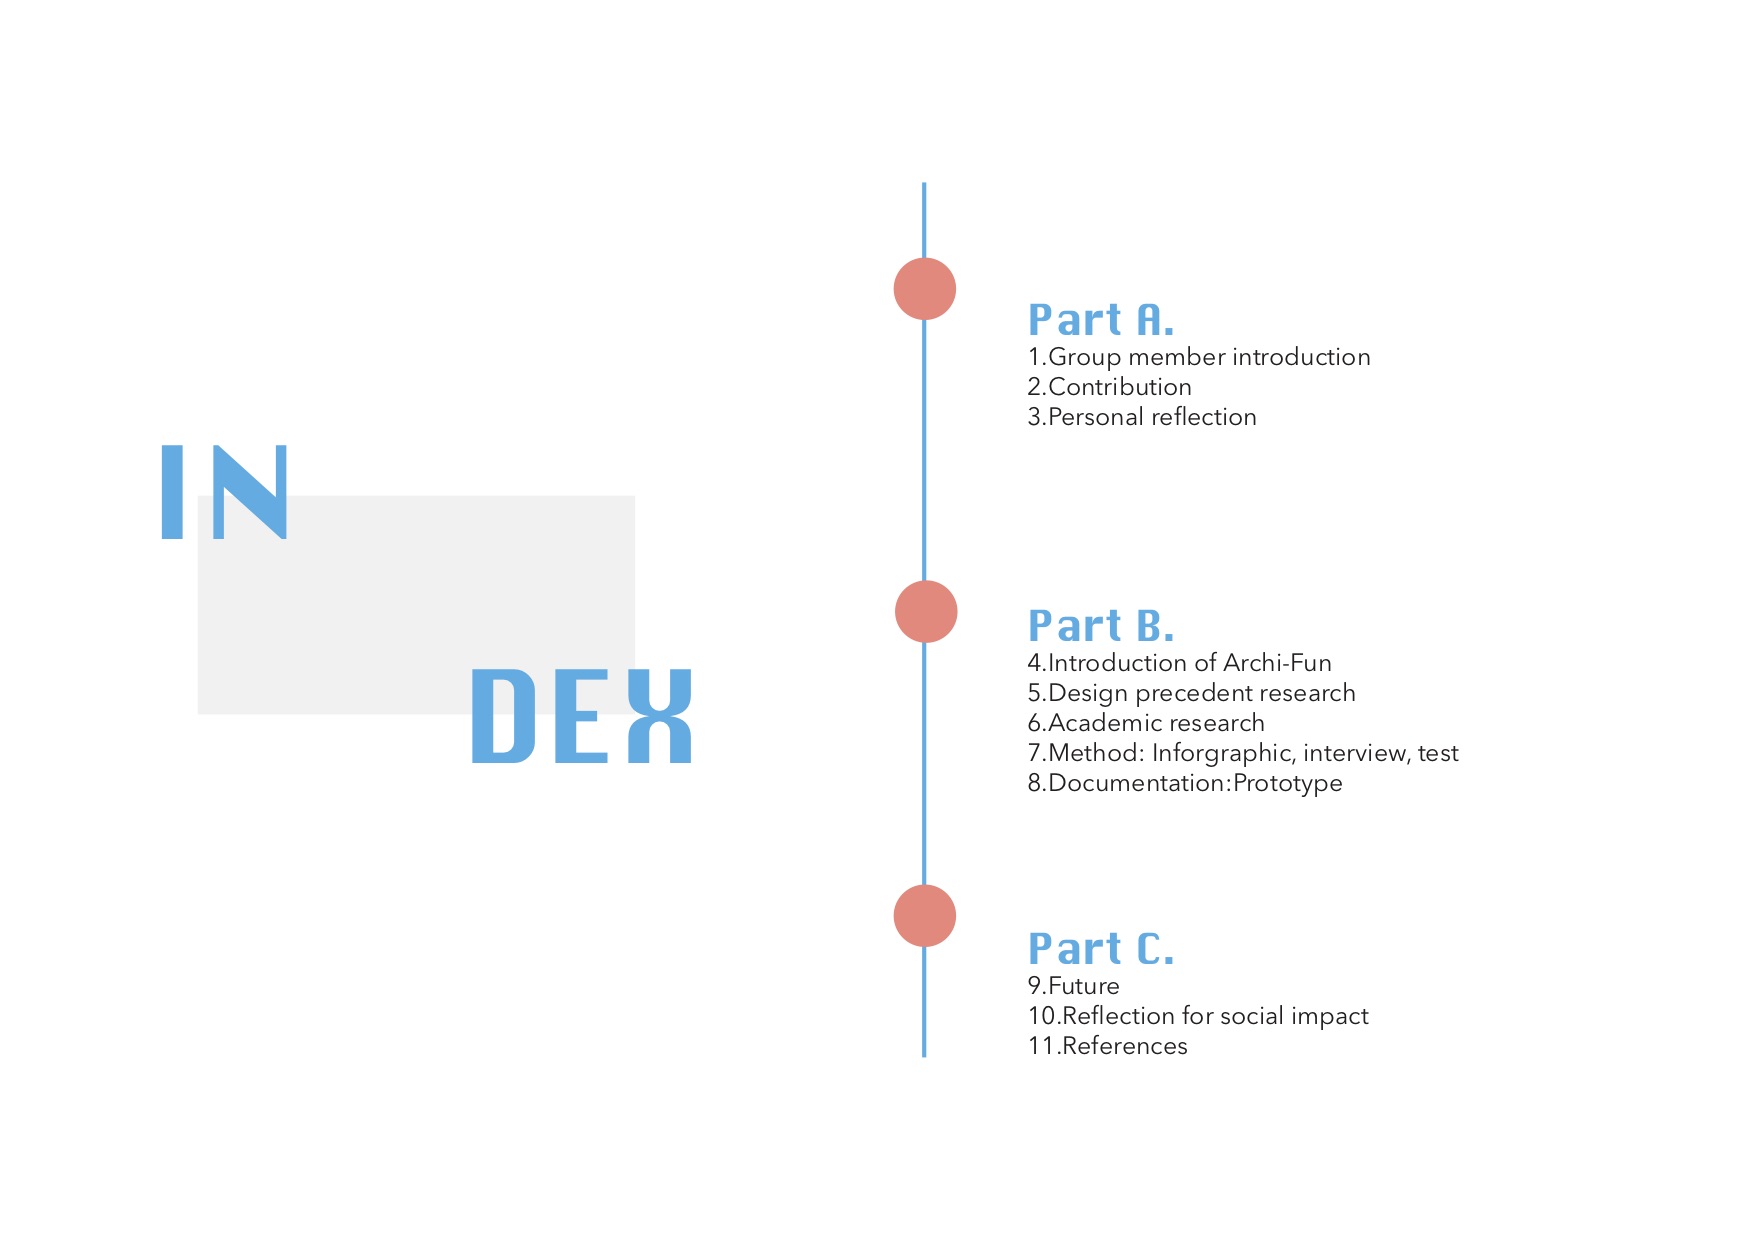 IN
DEX
Part A.
1.Group member introduction
2.Contribution
3.Personal reflection
Part B.
4.Introduction of Archi-Fun
5.Design precedent research
6.Academic research
7.Method: Inforgraphic, interview, test
8.Documentation:Prototype
Part C.
9.Future
10.Reflection for social impact
11.References